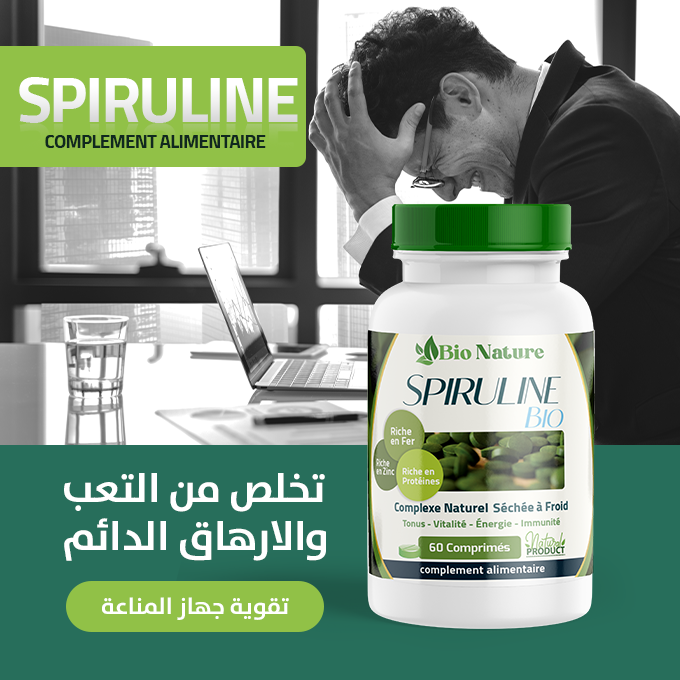 SPIRULINE
COMPLEMENT ALIMENTAIRE
Bio Nature
SPIRULINE
BIO
Riche
en Fer
Riche
en Zinc
Riche en
Protéines
Complexe Naturel Séchée à Froid
Tonus - Vitalité - Énergie - Immunité
60 Comprimés
Natural
PRODUCT
complement alimentaire
تخلص من التعب
والارهاق الدائم
تقوية جهاز المناعة